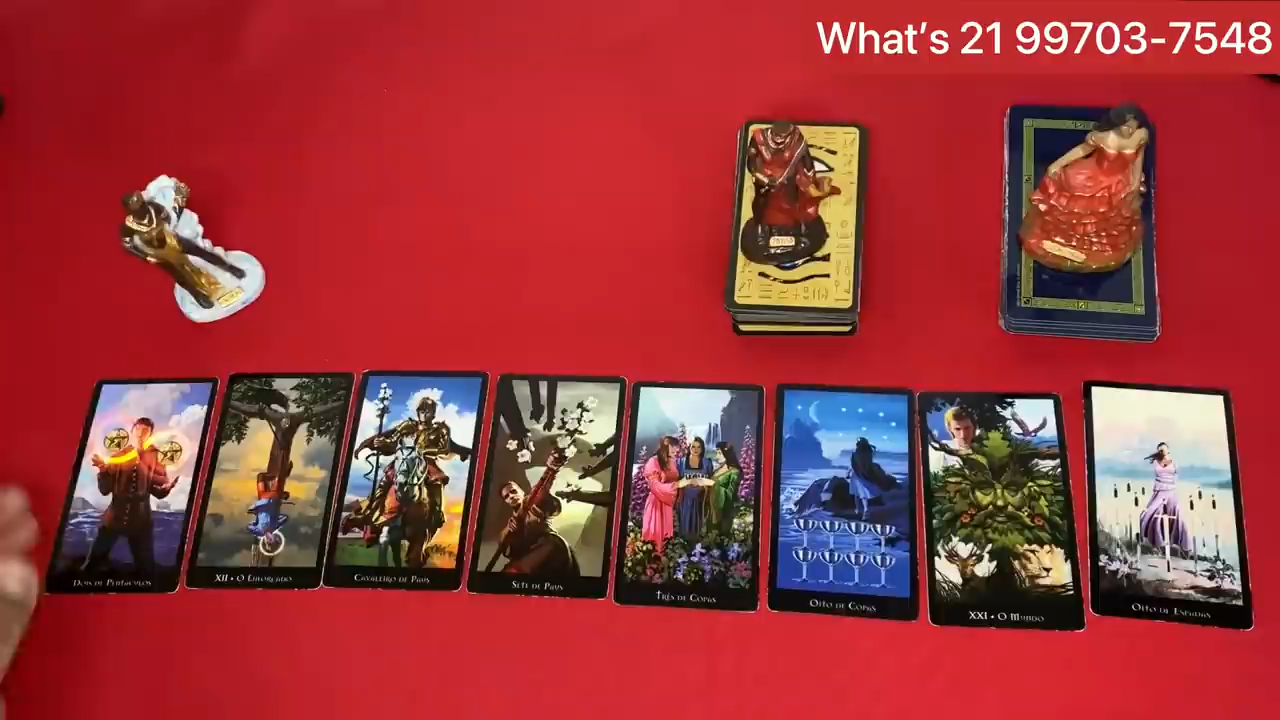 What's 21 99703-7548
Dois de Pentáculos
XII • O Enforcado
Cavaleiro de Paus
Sete de Paus
Três de Copas
Oito de Copas
XXI • O Mundo
Oito de Espadas